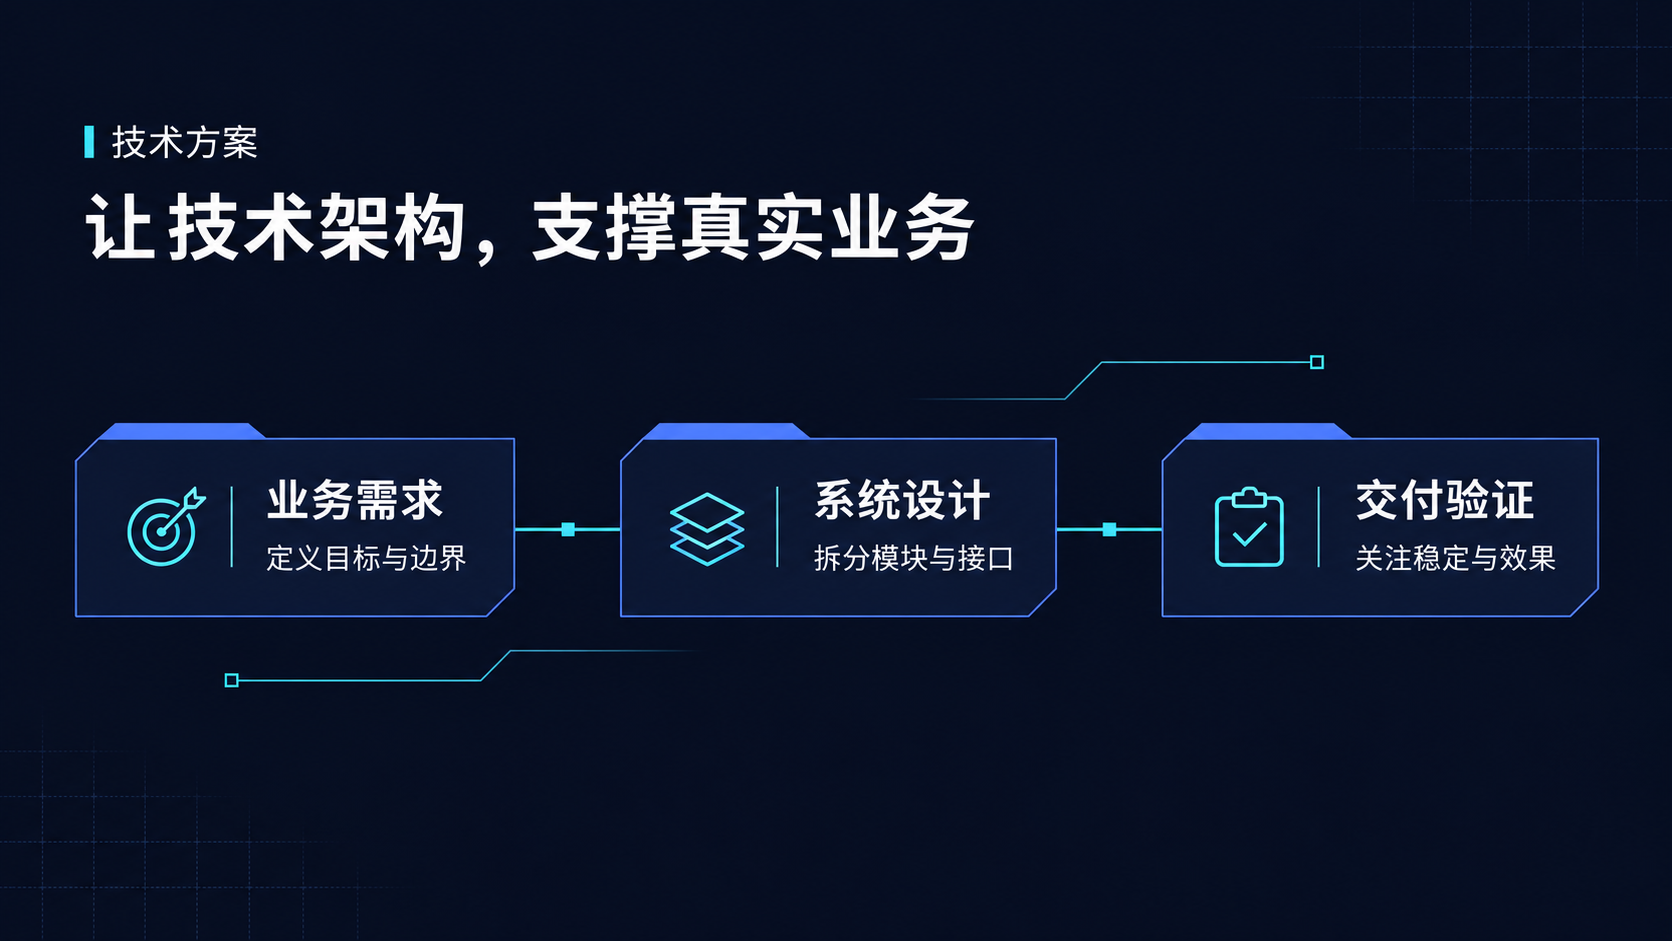 技术方案
让技术架构，支撑真实业务
业务需求
定义目标与边界
系统设计
拆分模块与接口
交付验证
关注稳定与效果